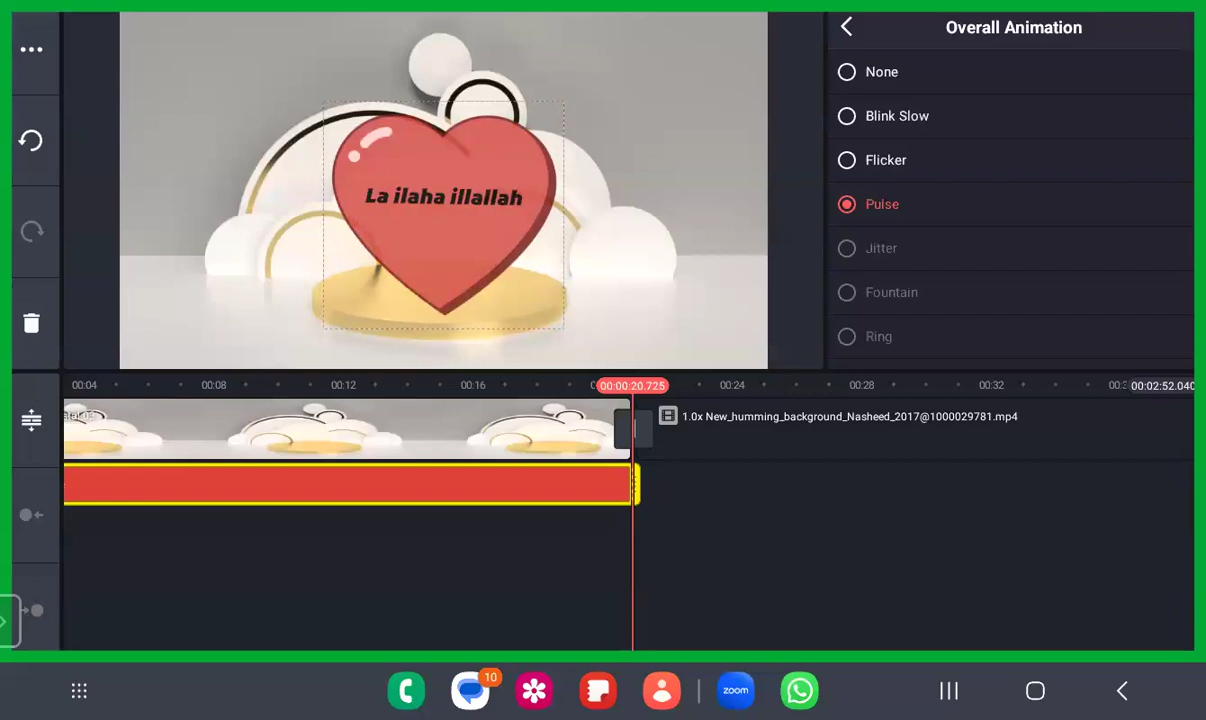 Overall Animation
None
Blink Slow
Flicker
Pulse
Jitter
Fountain
Ring
La ilaha illallah
00:04
00:08
00:12
00:16
00:00:20.725
00:24
00:28
00:32
00:02:52.040
1.0x New_humming_background_Nasheed_2017@1000029781.mp4
10
zoom